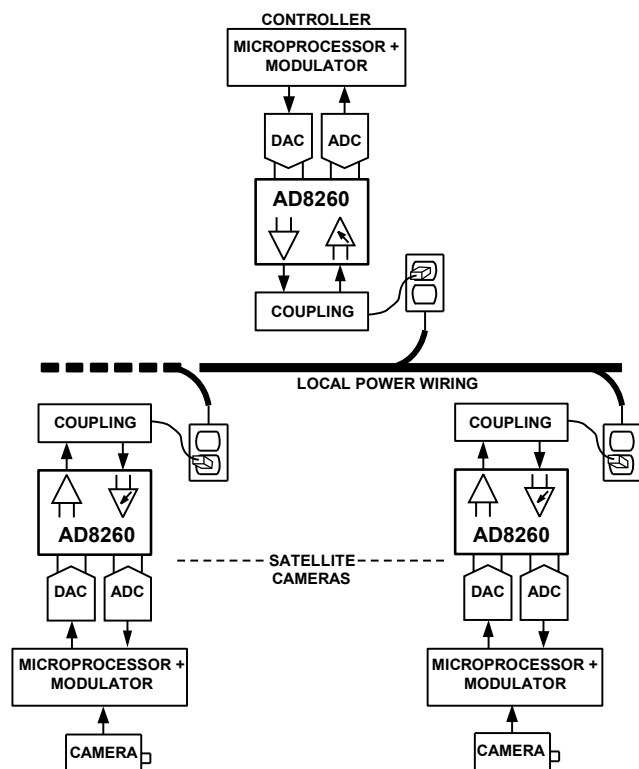 CONTROLLER
MICROPROCESSOR +
MODULATOR
DAC
ADC
AD8260
COUPLING
LOCAL POWER WIRING
COUPLING
AD8260
DAC
ADC
MICROPROCESSOR +
MODULATOR
CAMERA
SATELLITE
CAMERAS
COUPLING
AD8260
DAC
ADC
MICROPROCESSOR +
MODULATOR
CAMERA